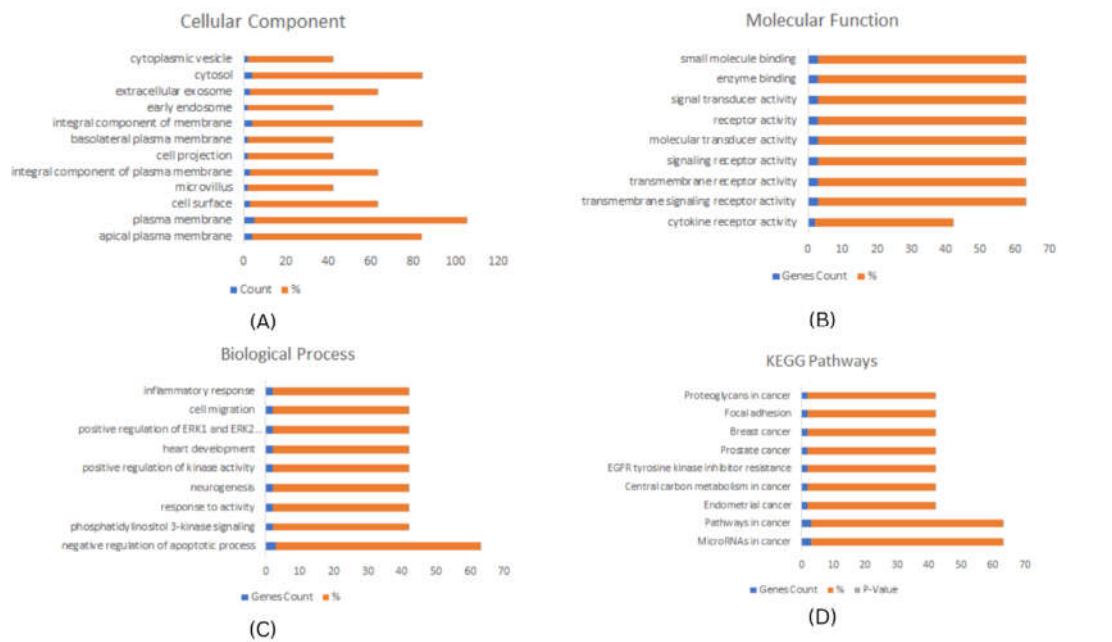 Cellular Component
cytoplasmic vesicle
cytosol
extracellular exosome
early endosome
integral component of membrane
basolateral plasma membrane
cell projection
integral component of plasma membrane
microvillus
cell surface
plasma membrane
apical plasma membrane
0 20 40 60 80 100 120
Count %
(A)
Molecular Function
small molecule binding
enzyme binding
signal transducer activity
receptor activity
molecular transducer activity
signaling receptor activity
transmembrane receptor activity
transmembrane signaling receptor activity
cytokine receptor activity
0 10 20 30 40 50 60 70
Genes Count %
(B)
Biological Process
inflammatory response
cell migration
positive regulation of ERK1 and ERK2...
heart development
positive regulation of kinase activity
neurogenesis
response to activity
phosphatidylinositol 3-kinase signaling
negative regulation of apoptotic process
0 10 20 30 40 50 60 70
Genes Count %
(C)
KEGG Pathways
Proteoglycans in cancer
Focal adhesion
Breast cancer
Prostate cancer
EGFR tyrosine kinase inhibitor resistance
Central carbon metabolism in cancer
Endometrial cancer
Pathways in cancer
MicroRNAs in cancer
0 10 20 30 40 50 60 70
Genes Count % P-Value
(D)